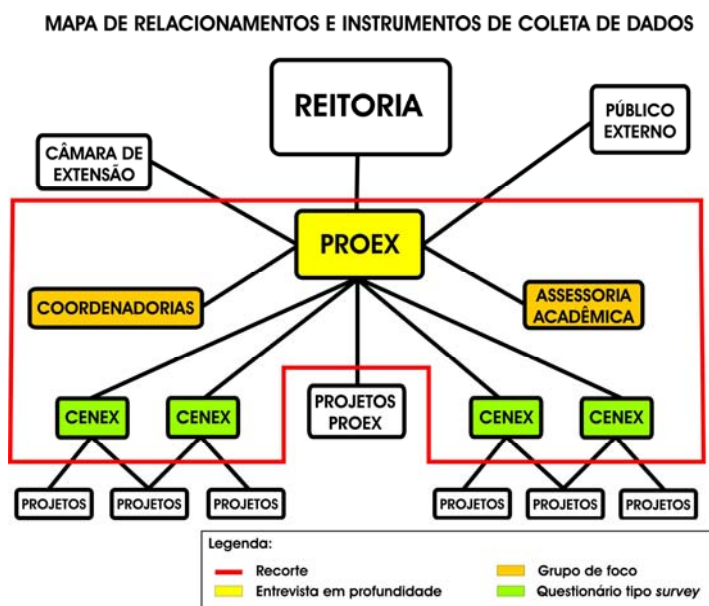 MAPA DE RELACIONAMENTOS E INSTRUMENTOS DE COLETA DE DADOS
REITORIA
PÚBLICO
EXTERNO
CÂMARA DE
EXTENSÃO
PROEX
COORDENADORIAS
ASSESSORIA
ACADÊMICA
CENEX
CENEX
PROJETOS
PROEX
CENEX
CENEX
PROJETOS
PROJETOS
PROJETOS
PROJETOS
PROJETOS
PROJETOS
Legenda:
Recorte
Grupo de foco
Entrevista em profundidade
Questionário tipo survey